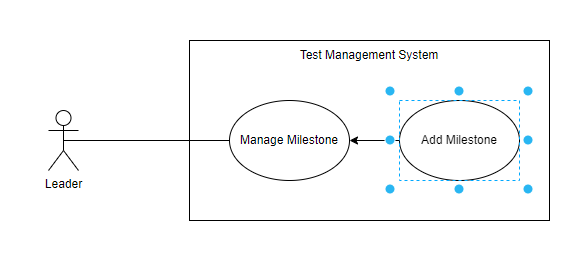 Test Management System
Manage Milestone
Add Milestone
Leader